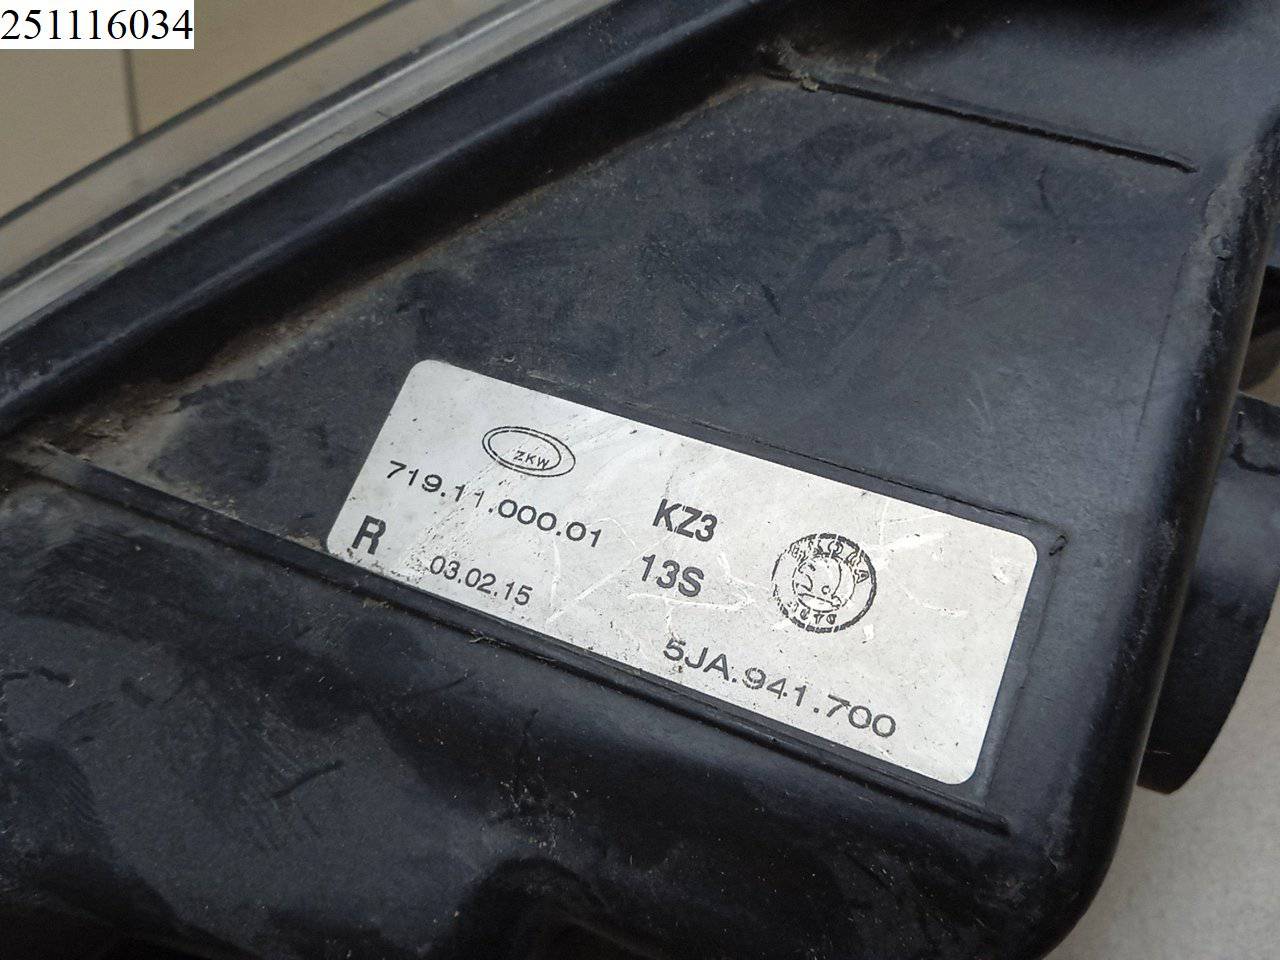 251116034
ZKW
719.11.000.01
KZ3
R
03.02.15
13S
5JA.941.700